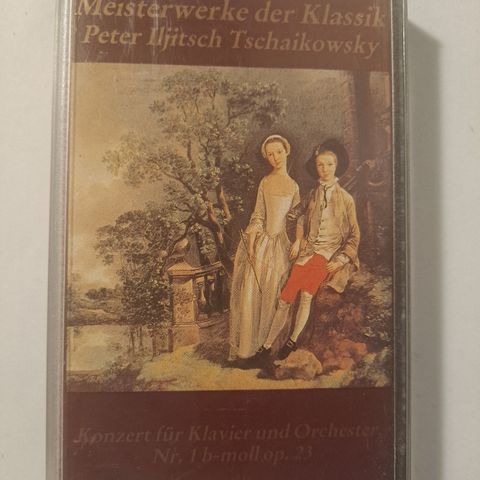 Meisterwerke der Klassik
Peter Iljitsch Tschaikowsky
Konzert für Klavier und Orchester
Nr. 1 b-moll, op. 23